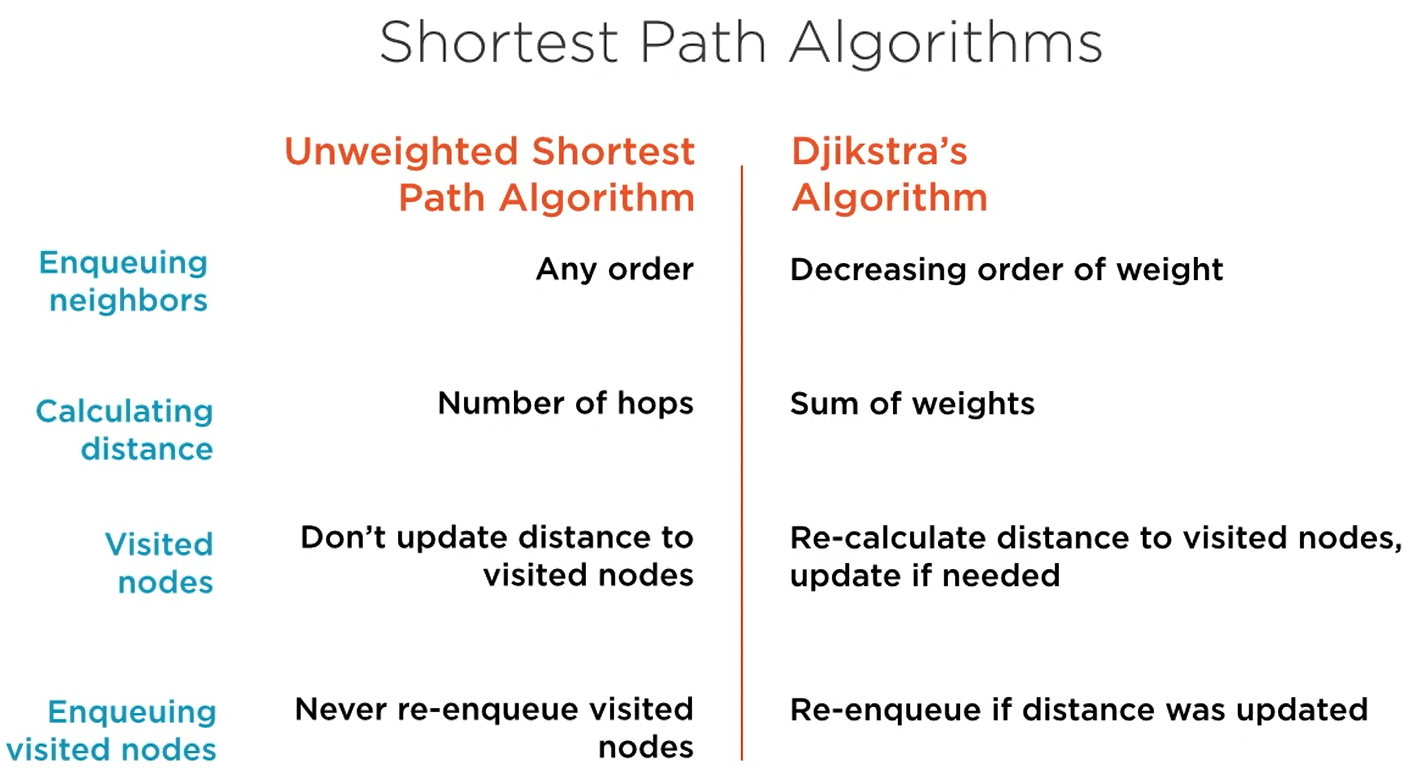 Shortest Path Algorithms
Unweighted Shortest
Path Algorithm
Djikstra's
Algorithm
Enqueuing
neighbors
Any order
Decreasing order of weight
Calculating
distance
Number of hops
Sum of weights
Visited
nodes
Don't update distance to
visited nodes
Re-calculate distance to visited nodes,
update if needed
Enqueuing
visited nodes
Never re-enqueue visited
nodes
Re-enqueue if distance was updated